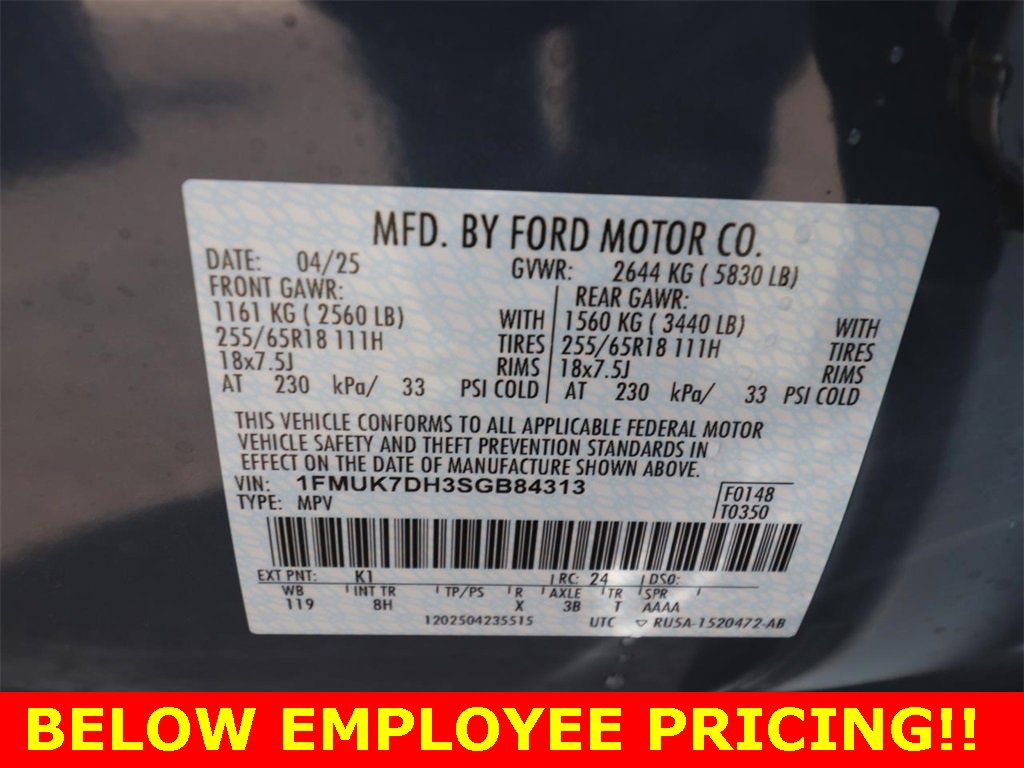 MFD. BY FORD MOTOR CO.
DATE: 04/25 GVWR: 2644 KG ( 5830 LB)
FRONT GAWR: REAR GAWR:
1161 KG ( 2560 LB) WITH 1560 KG ( 3440 LB) WITH
255/65R18 111H TIRES 255/65R18 111H TIRES
18x7.5J RIMS 18x7.5J RIMS
AT 230 kPa/ 33 PSI COLD AT 230 kPa/ 33 PSI COLD
THIS VEHICLE CONFORMS TO ALL APPLICABLE FEDERAL MOTOR
VEHICLE SAFETY AND THEFT PREVENTION STANDARDS IN
EFFECT ON THE DATE OF MANUFACTURE SHOWN ABOVE.
VIN: 1FMUK7DH3SGB84313
TYPE: MPV
F0148
T0350
EXT PNT: K1 RC: 24 DSO:
WB INT TR TP/PS R AXLE TR SPR
119 8H X 3B T AAAA
1202504235515 UTC ▽ RU5A-1520472-AB
BELOW EMPLOYEE PRICING!!